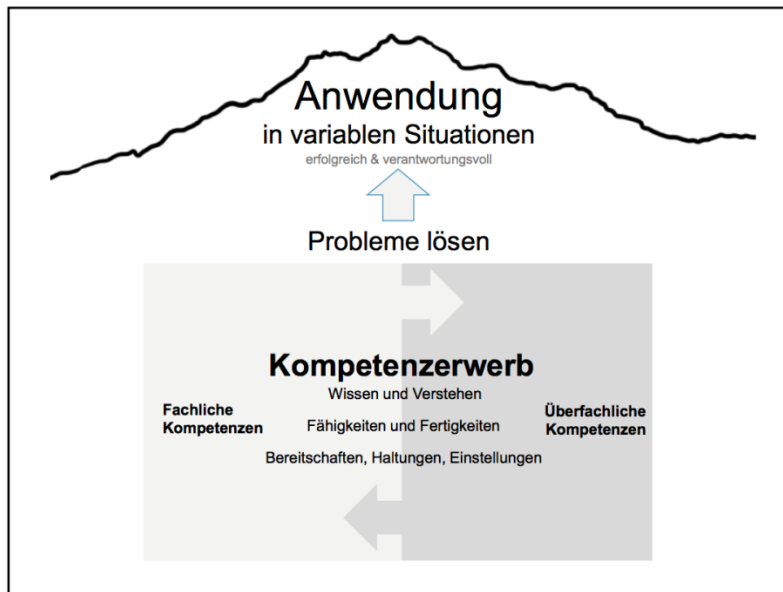 Anwendung
in variablen Situationen
erfolgreich & verantwortungsvoll
Probleme lösen
Kompetenzerwerb
Wissen und Verstehen
Fachliche
Kompetenzen
Fähigkeiten und Fertigkeiten
Überfachliche
Kompetenzen
Bereitschaften, Haltungen, Einstellungen